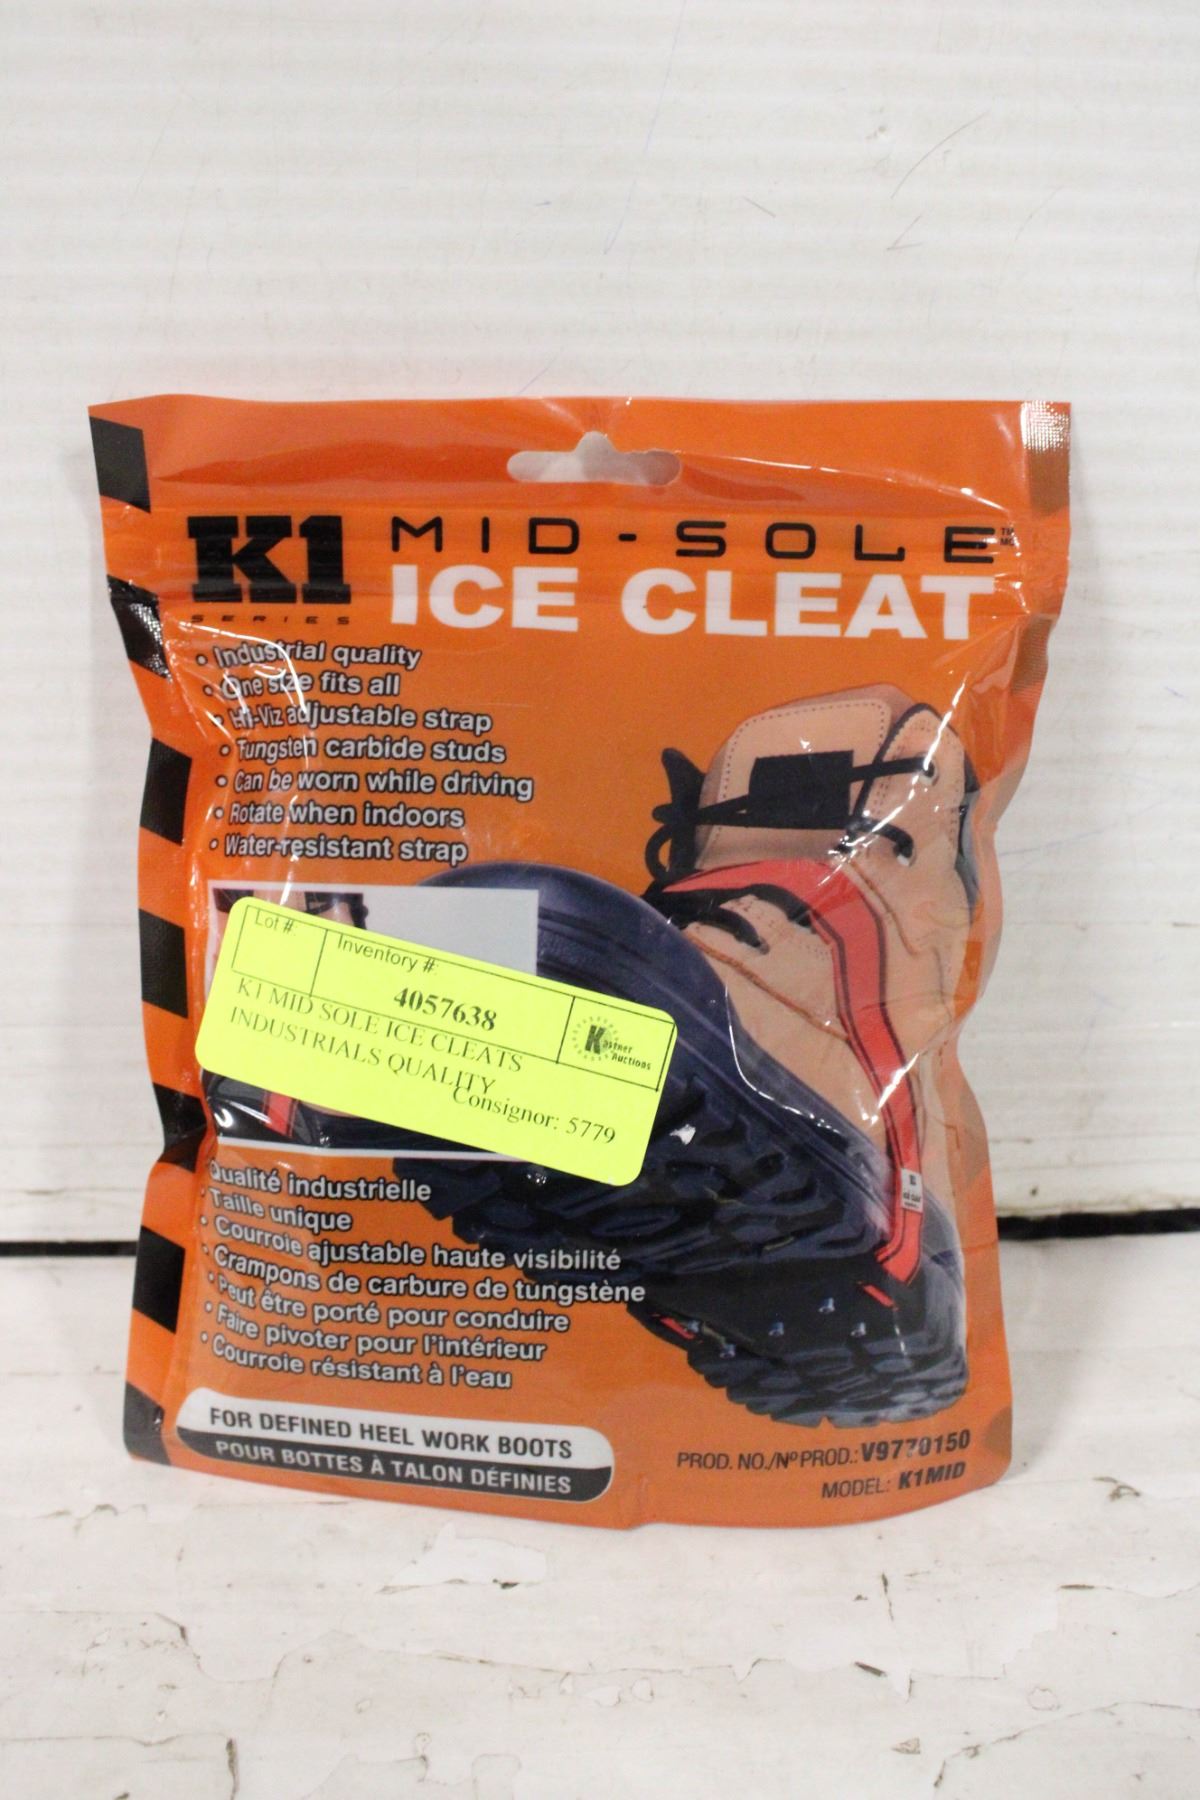 K1
SERIES
MID-SOLE
ICE CLEAT
• Industrial quality
• One size fits all
• Hi-Viz adjustable strap
• Tungsten carbide studs
• Can be worn while driving
• Rotate when indoors
• Water-resistant strap
Lot #:
Inventory #:
4057638
Kastner
Auctions
K1 MID SOLE ICE CLEATS
INDUSTRIALS QUALITY
Consignor: 5779
Qualité industrielle
• Taille unique
• Courroie ajustable haute visibilité
• Crampons de carbure de tungstène
• Peut être porté pour conduire
• Faire pivoter pour l'intérieur
• Courroie résistant à l'eau
FOR DEFINED HEEL WORK BOOTS
POUR BOTTES À TALON DÉFINIES
PROD. NO./Nº PROD.: V9770150
MODEL: K1MID